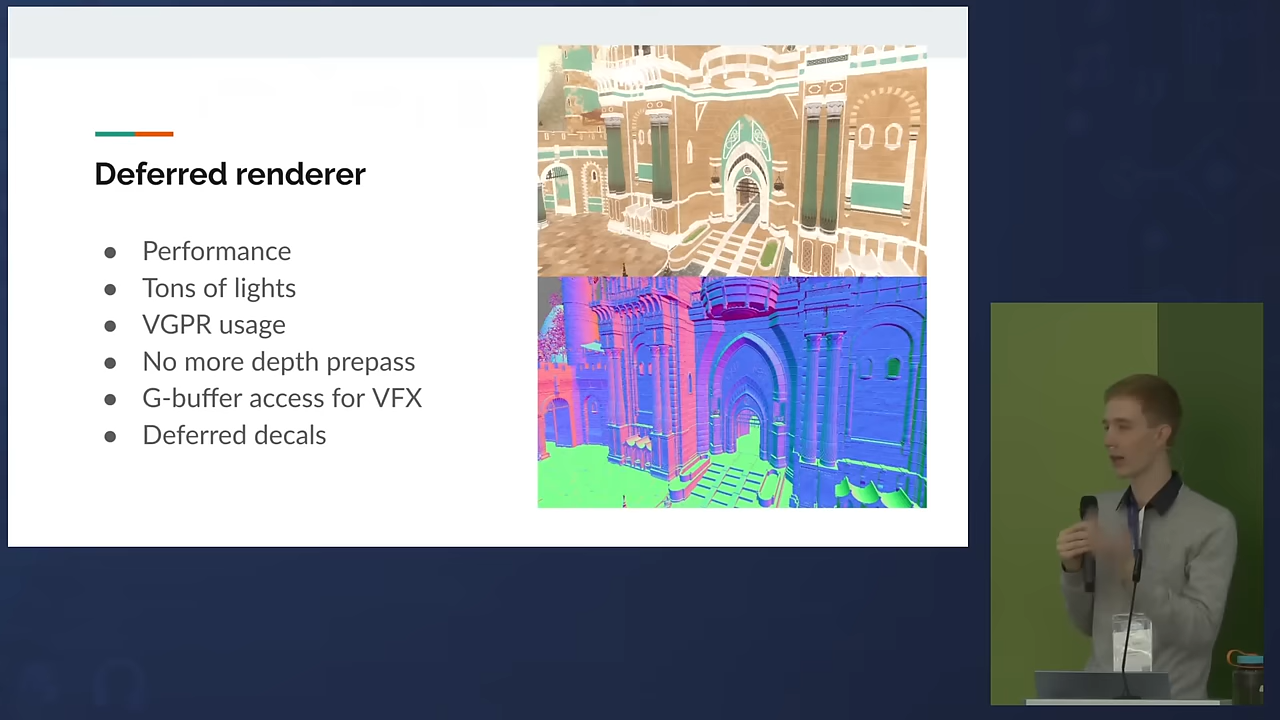 Deferred renderer
● Performance
● Tons of lights
● VGPR usage
● No more depth prepass
● G-buffer access for VFX
● Deferred decals